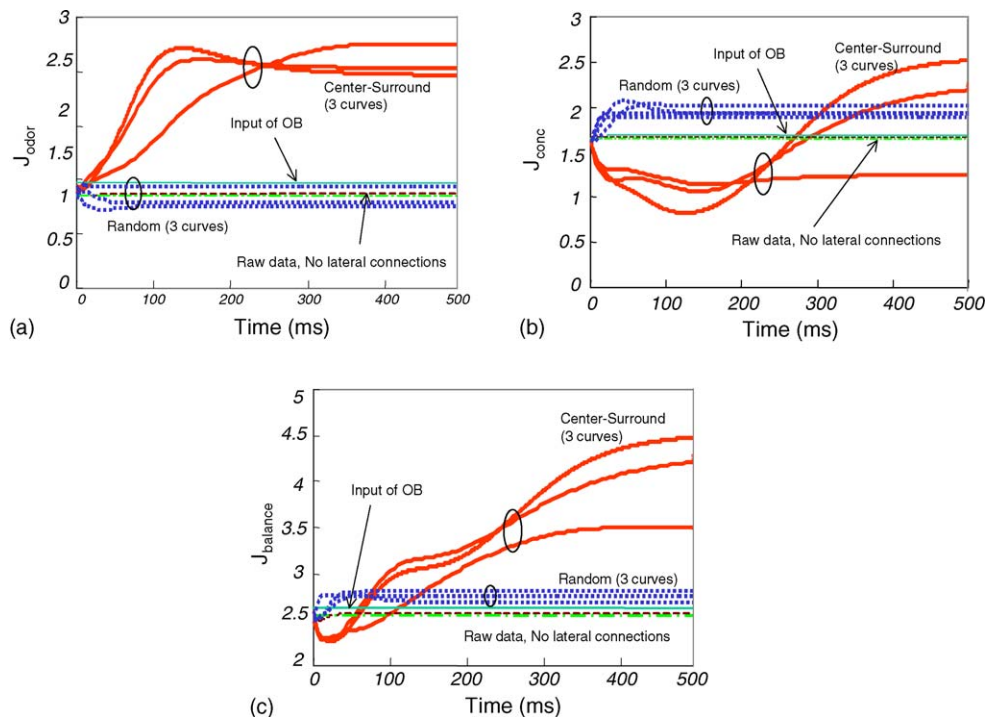 3
2.5
2
1.5
1
0.5
0
J_odor
Center-Surround
(3 curves)
Input of OB
Random (3 curves)
Raw data, No lateral connections
0 100 200 300 400 500
(a)
Time (ms)
3
2.5
2
1.5
1
0.5
0
J_conc
Center-Surround
(3 curves)
Input of OB
Random (3 curves)
Raw data, No lateral connections
0 100 200 300 400 500
(b)
Time (ms)
5
4.5
4
3.5
3
2.5
2
J_balance
Center-Surround
(3 curves)
Input of OB
Random (3 curves)
Raw data, No lateral connections
0 100 200 300 400 500
(c)
Time (ms)